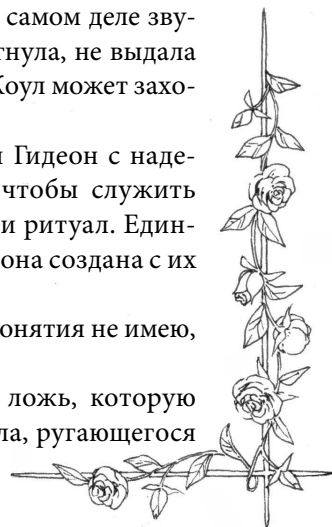 самом деле зву-
гнула, не выдала
Коул может захо-
и Гидеон с наде-
чтобы служить
и ритуал. Един-
она создана с их
онятия не имею,
ложь, которую
ла, ругающегося